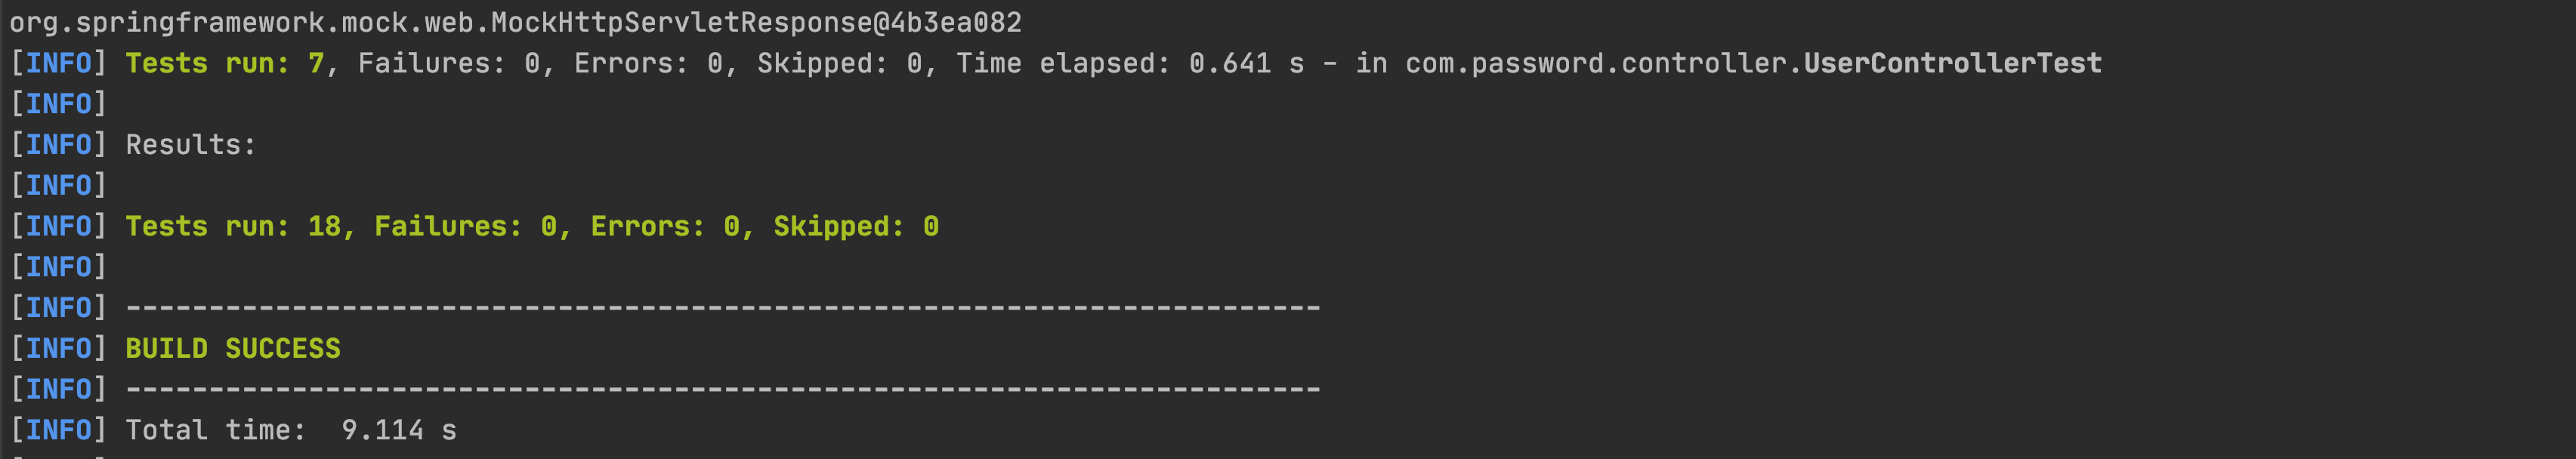 org.springframework.mock.web.MockHttpServletResponse@4b3ea082
[INFO] Tests run: 7, Failures: 0, Errors: 0, Skipped: 0, Time elapsed: 0.641 s - in com.password.controller.UserControllerTest
[INFO]
[INFO] Results:
[INFO]
[INFO] Tests run: 18, Failures: 0, Errors: 0, Skipped: 0
[INFO]
[INFO] ------------------------------------------------------------------------
[INFO] BUILD SUCCESS
[INFO] ------------------------------------------------------------------------
[INFO] Total time:  9.114 s